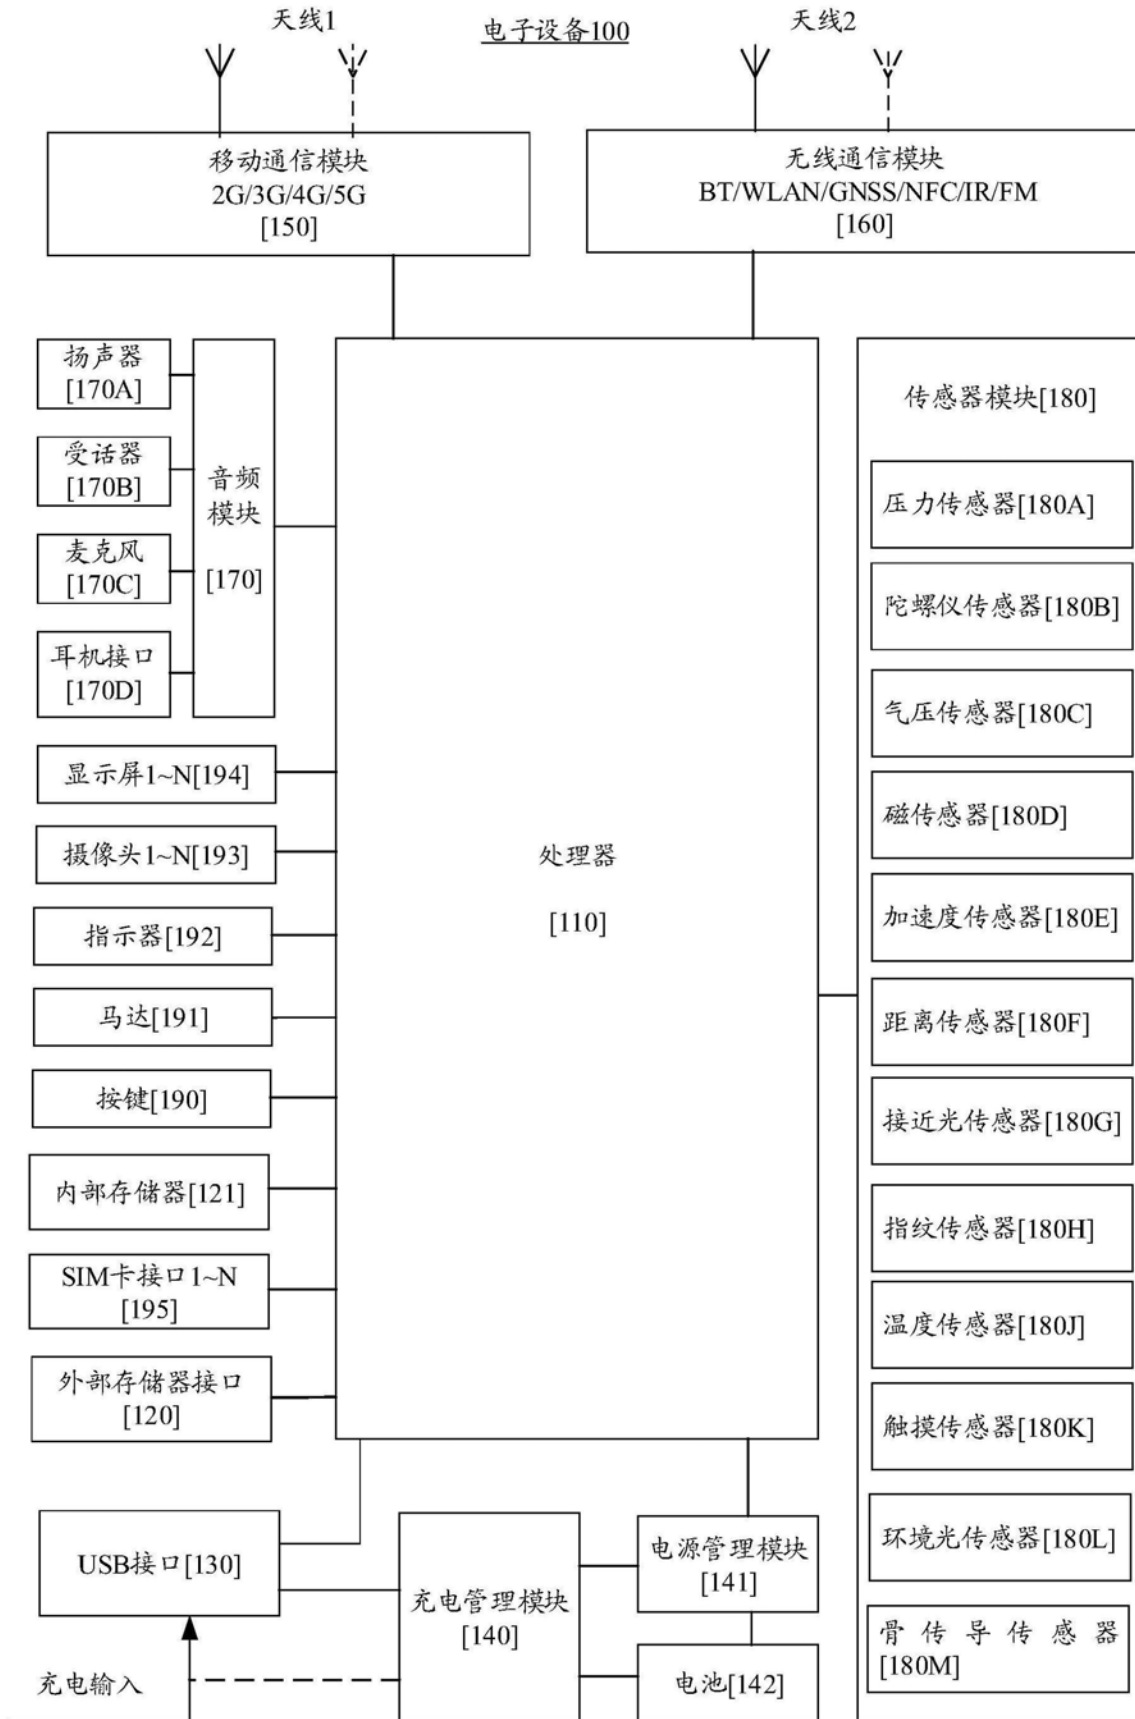 天线1
电子设备100
天线2
移动通信模块
2G/3G/4G/5G
[150]
无线通信模块
BT/WLAN/GNSS/NFC/IR/FM
[160]
扬声器
[170A]
受话器
[170B]
麦克风
[170C]
耳机接口
[170D]
音频
模块
[170]
显示屏1~N[194]
摄像头1~N[193]
指示器[192]
马达[191]
按键[190]
内部存储器[121]
SIM卡接口1~N
[195]
外部存储器接口
[120]
处理器
[110]
传感器模块[180]
压力传感器[180A]
陀螺仪传感器[180B]
气压传感器[180C]
磁传感器[180D]
加速度传感器[180E]
距离传感器[180F]
接近光传感器[180G]
指纹传感器[180H]
温度传感器[180J]
触摸传感器[180K]
环境光传感器[180L]
骨传导传感器
[180M]
USB接口[130]
充电输入
充电管理模块
[140]
电源管理模块
[141]
电池[142]